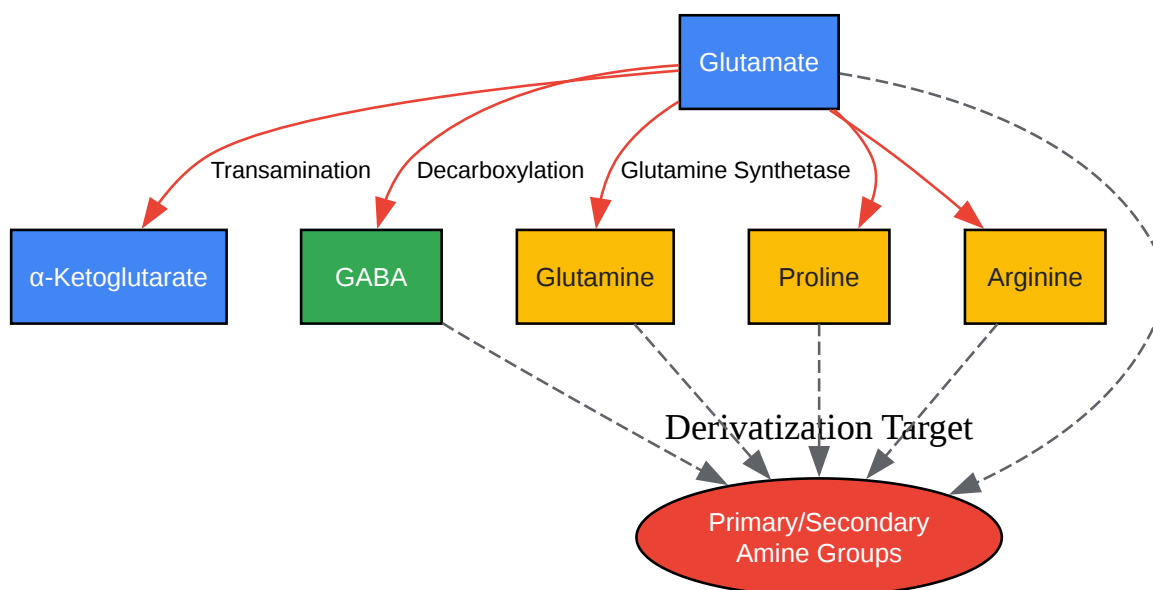 Glutamate
Transamination
Decarboxylation
Glutamine Synthetase
α-Ketoglutarate
GABA
Glutamine
Proline
Arginine
Derivatization Target
Primary/Secondary
Amine Groups